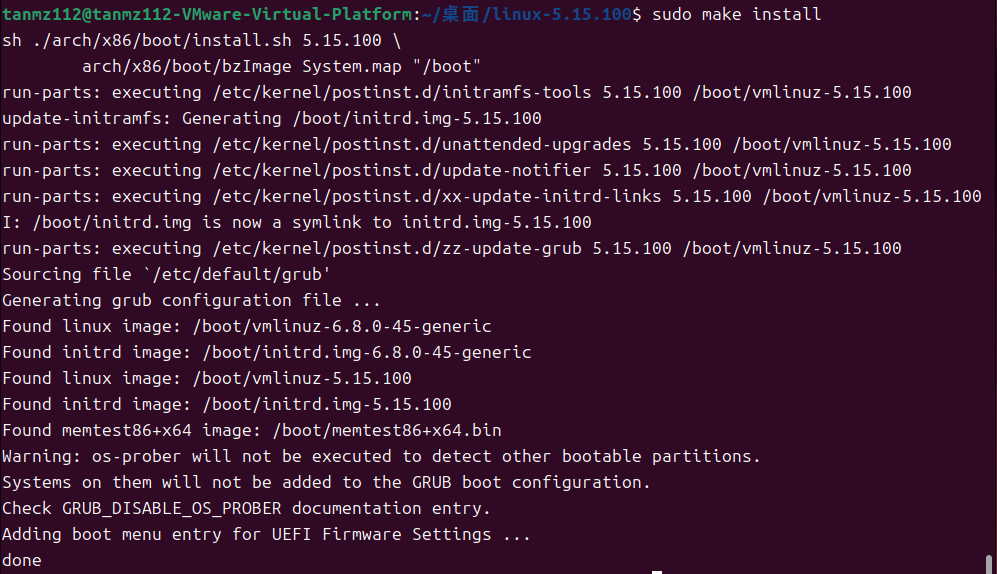 tanmz112@tanmz112-VMware-Virtual-Platform:~/桌面/linux-5.15.100$ sudo make install
sh ./arch/x86/boot/install.sh 5.15.100 \
        arch/x86/boot/bzImage System.map "/boot"
run-parts: executing /etc/kernel/postinst.d/initramfs-tools 5.15.100 /boot/vmlinuz-5.15.100
update-initramfs: Generating /boot/initrd.img-5.15.100
run-parts: executing /etc/kernel/postinst.d/unattended-upgrades 5.15.100 /boot/vmlinuz-5.15.100
run-parts: executing /etc/kernel/postinst.d/update-notifier 5.15.100 /boot/vmlinuz-5.15.100
run-parts: executing /etc/kernel/postinst.d/xx-update-initrd-links 5.15.100 /boot/vmlinuz-5.15.100
I: /boot/initrd.img is now a symlink to initrd.img-5.15.100
run-parts: executing /etc/kernel/postinst.d/zz-update-grub 5.15.100 /boot/vmlinuz-5.15.100
Sourcing file `/etc/default/grub'
Generating grub configuration file ...
Found linux image: /boot/vmlinuz-6.8.0-45-generic
Found initrd image: /boot/initrd.img-6.8.0-45-generic
Found linux image: /boot/vmlinuz-5.15.100
Found initrd image: /boot/initrd.img-5.15.100
Found memtest86+x64 image: /boot/memtest86+x64.bin
Warning: os-prober will not be executed to detect other bootable partitions.
Systems on them will not be added to the GRUB boot configuration.
Check GRUB_DISABLE_OS_PROBER documentation entry.
Adding boot menu entry for UEFI Firmware Settings ...
done